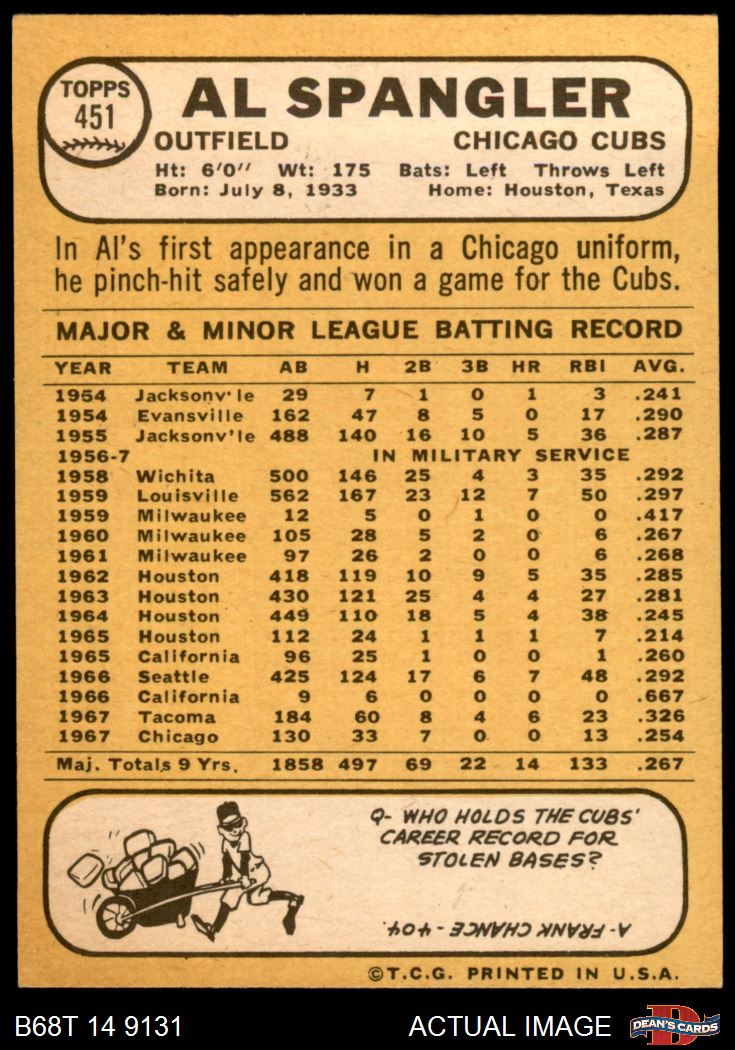 TOPPS
451
AL SPANGLER
OUTFIELD CHICAGO CUBS
Ht: 6'0" Wt: 175 Bats: Left Throws Left
Born: July 8, 1933 Home: Houston, Texas
In Al's first appearance in a Chicago uniform,
he pinch-hit safely and won a game for the Cubs.
MAJOR & MINOR LEAGUE BATTING RECORD
YEAR TEAM AB H 2B 3B HR RBI AVG.
1954 Jacksonv'le 29 7 1 0 1 3 .241
1954 Evansville 162 47 8 5 0 17 .290
1955 Jacksonv'le 488 140 16 10 5 36 .287
1956-7 IN MILITARY SERVICE
1958 Wichita 500 146 25 4 3 35 .292
1959 Louisville 562 167 23 12 7 50 .297
1959 Milwaukee 12 5 0 1 0 0 .417
1960 Milwaukee 105 28 5 2 0 6 .267
1961 Milwaukee 97 26 2 0 0 6 .268
1962 Houston 418 119 10 9 5 35 .285
1963 Houston 430 121 25 4 4 27 .281
1964 Houston 449 110 18 5 4 38 .245
1965 Houston 112 24 1 1 1 7 .214
1965 California 96 25 1 0 0 1 .260
1966 Seattle 425 124 17 6 7 48 .292
1966 California 9 6 0 0 0 0 .667
1967 Tacoma 184 60 8 4 6 23 .326
1967 Chicago 130 33 7 0 0 13 .254
Maj. Totals 9 Yrs. 1858 497 69 22 14 133 .267
Q- WHO HOLDS THE CUBS'
CAREER RECORD FOR
STOLEN BASES?
A- FRANK CHANCE - 404.
©T.C.G. PRINTED IN U.S.A.
B68T 14 9131 ACTUAL IMAGE DEAN'S CARDS